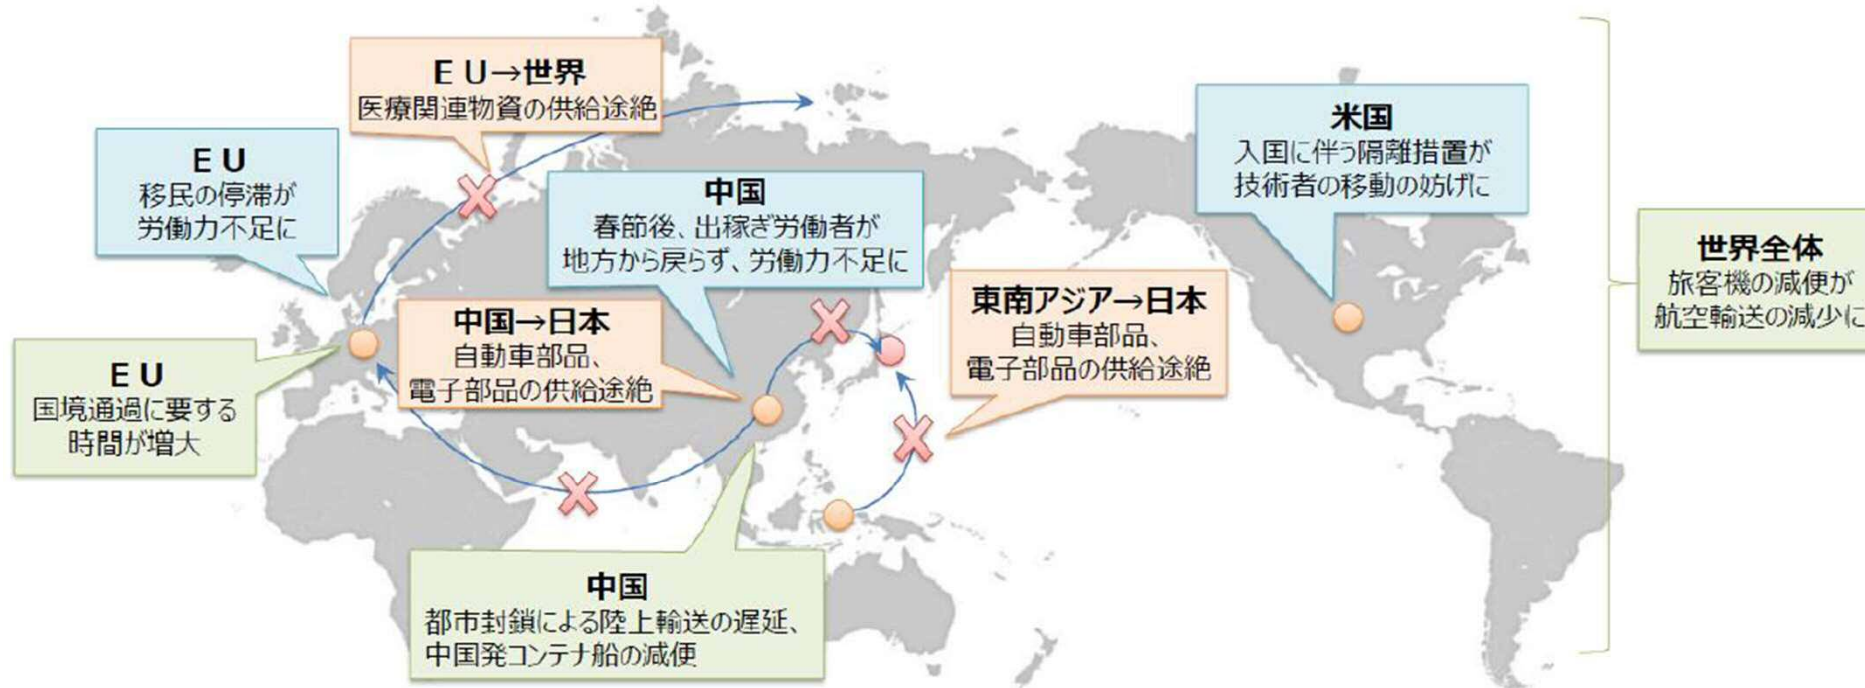 ＥＵ→世界
医療関連物資の供給途絶
ＥＵ
移民の停滞が
労働力不足に
中国
春節後、出稼ぎ労働者が
地方から戻らず、労働力不足に
米国
入国に伴う隔離措置が
技術者の移動の妨げに
世界全体
旅客機の減便が
航空輸送の減少に
中国→日本
自動車部品、
電子部品の供給途絶
東南アジア→日本
自動車部品、
電子部品の供給途絶
ＥＵ
国境通過に要する
時間が増大
中国
都市封鎖による陸上輸送の遅延、
中国発コンテナ船の減便